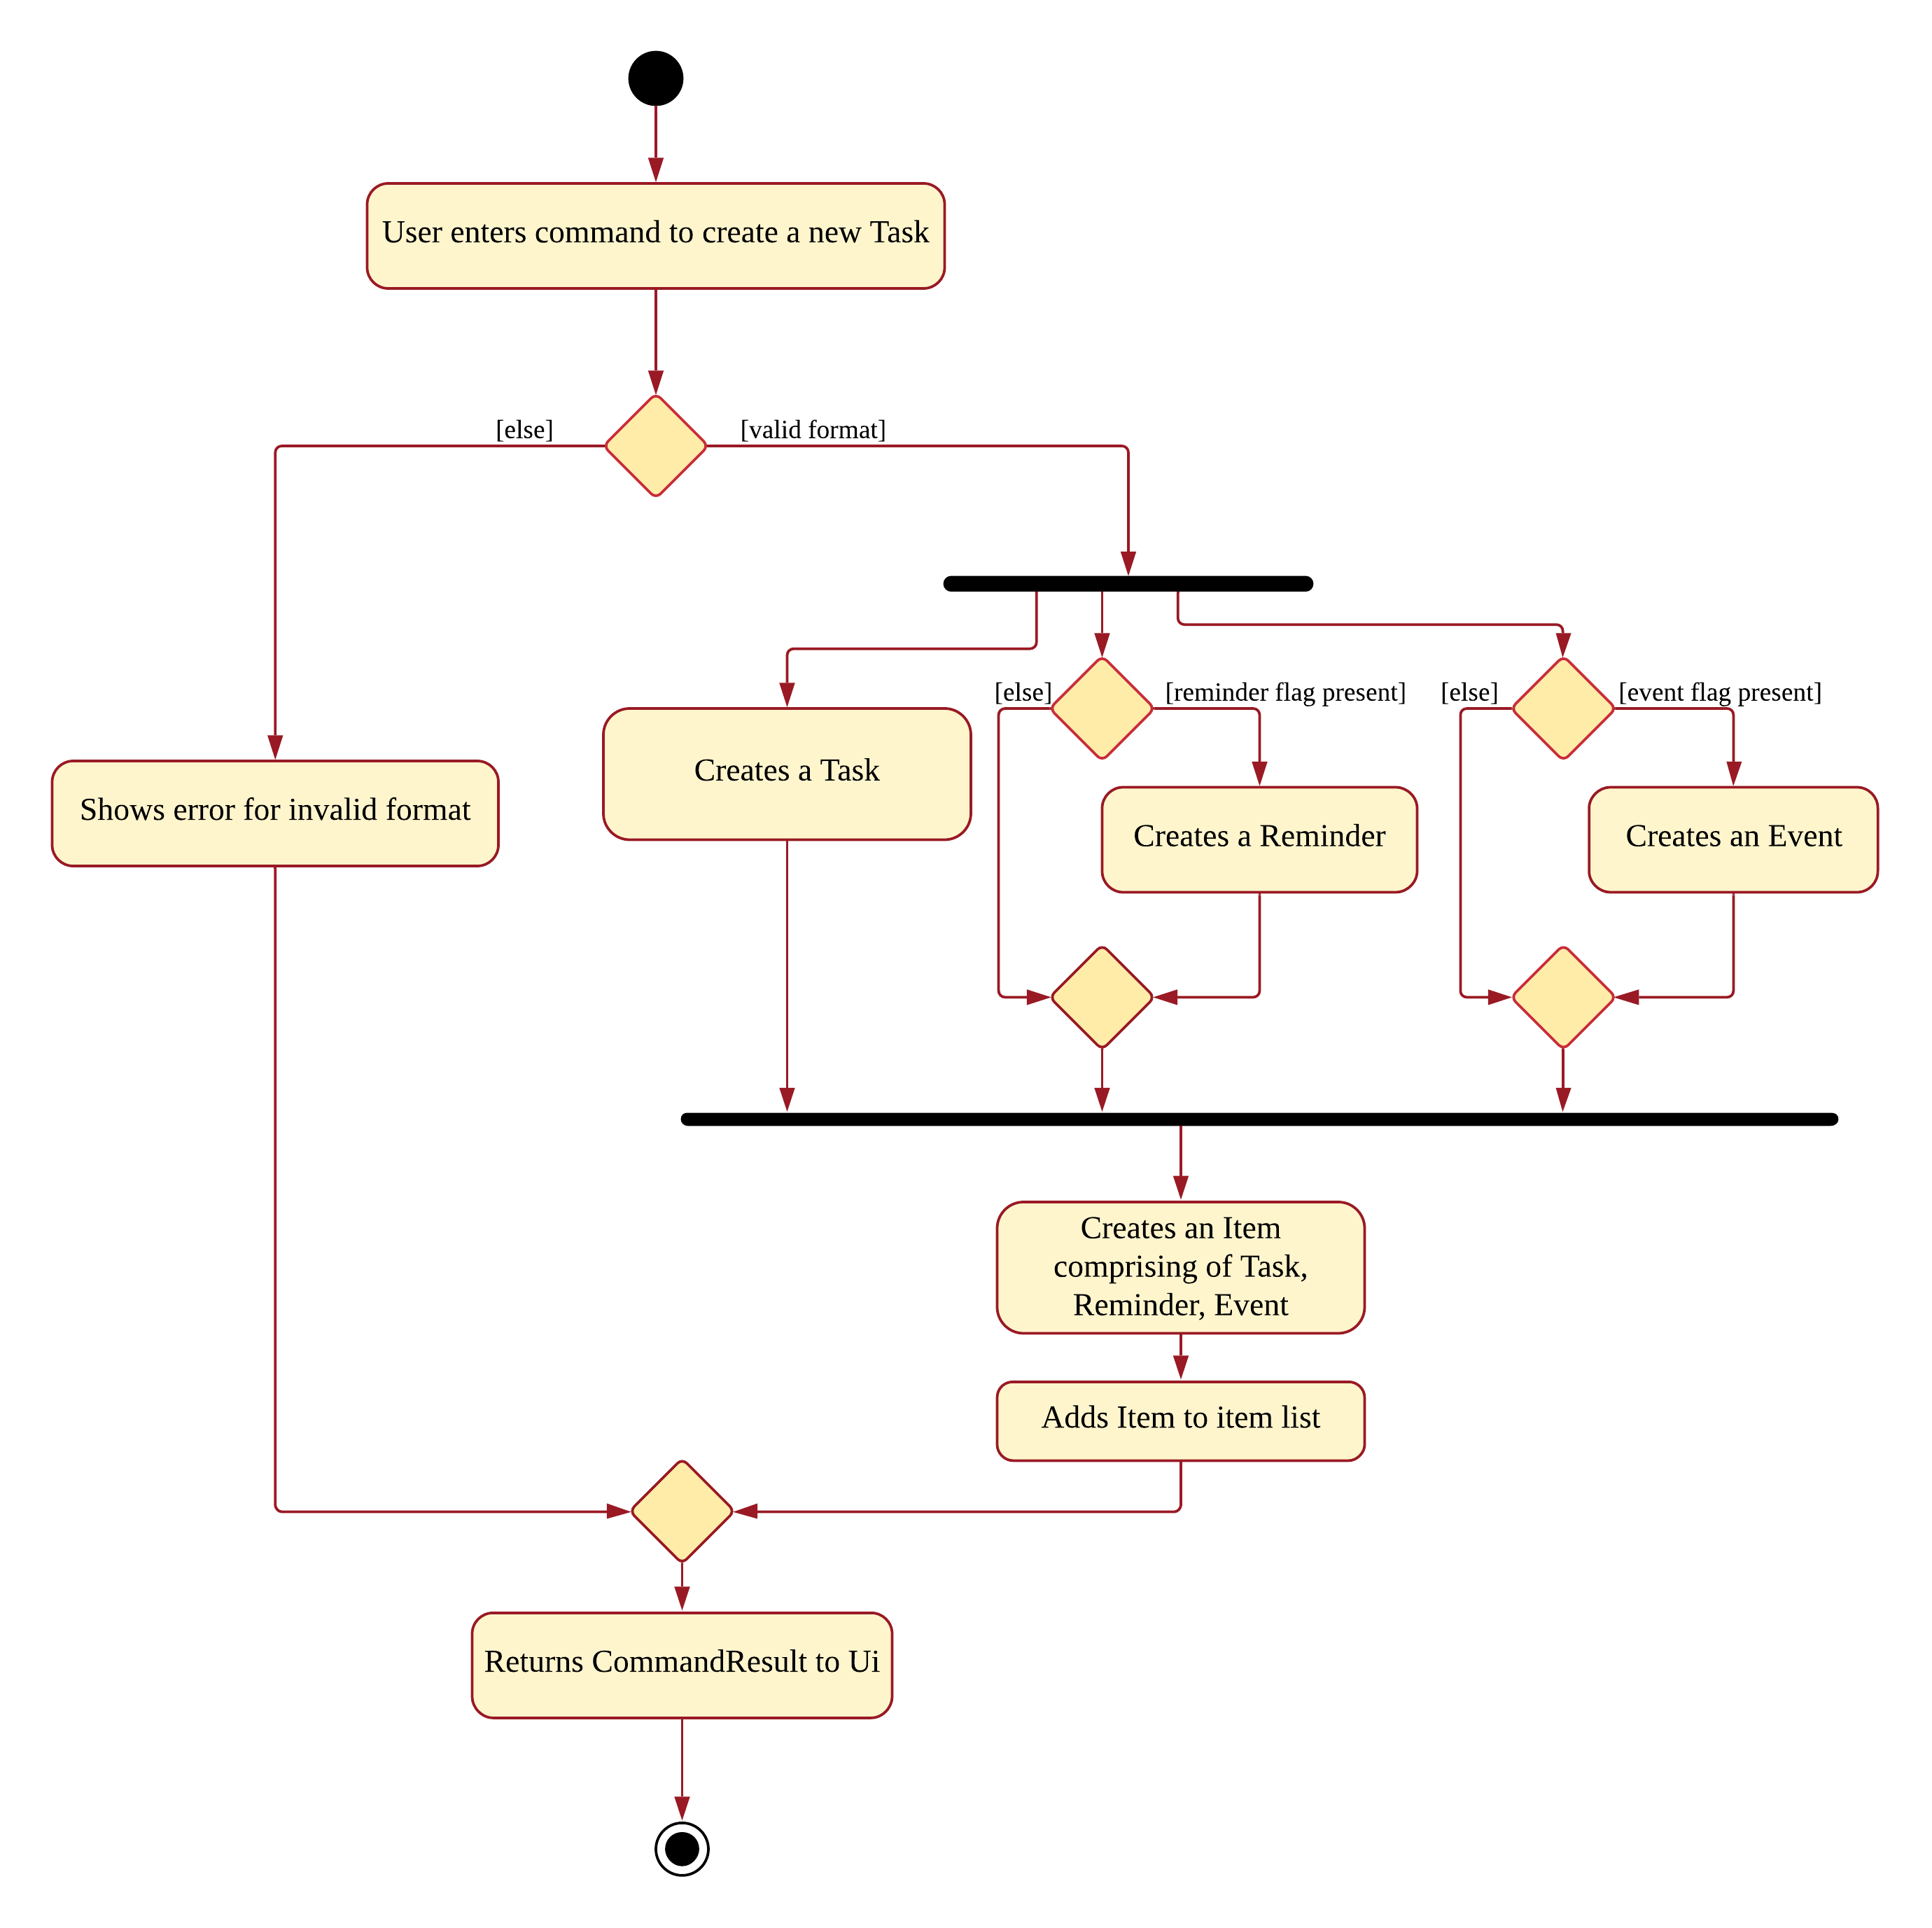 User enters command to create a new Task
[else]
[valid format]
[else]
[reminder flag present]
[else]
[event flag present]
Creates a Task
Shows error for invalid format
Creates a Reminder
Creates an Event
Creates an Item
comprising of Task,
Reminder, Event
Adds Item to item list
Returns CommandResult to Ui